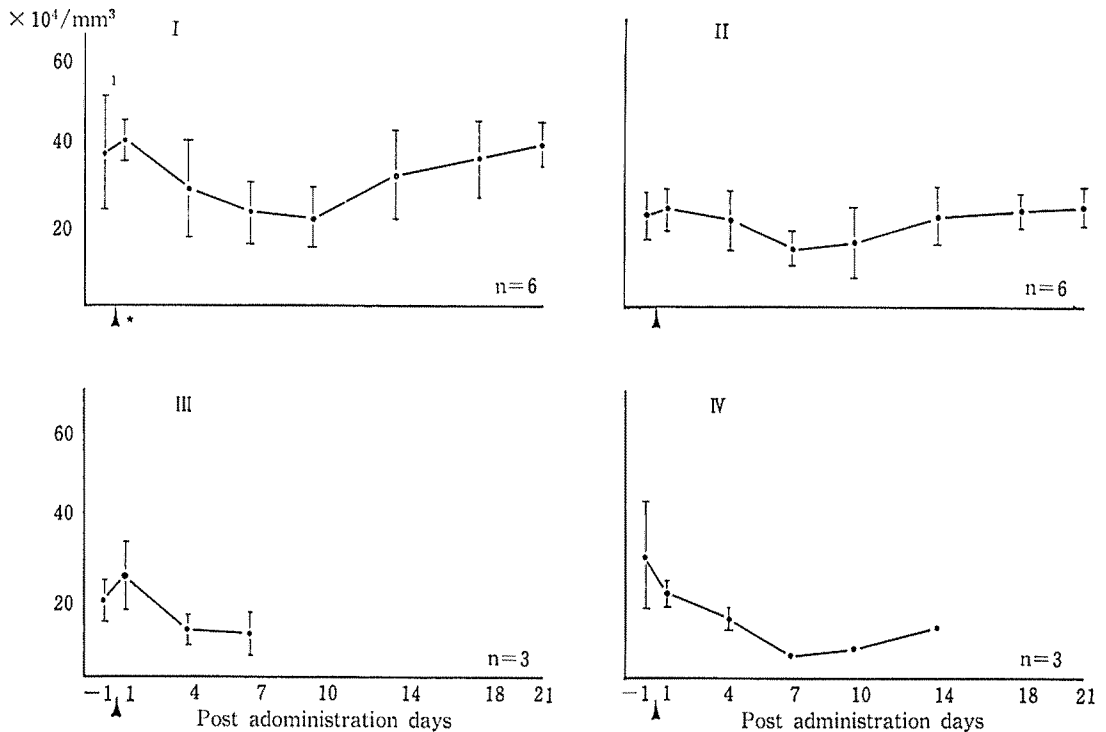 × 10⁴/mm³
I
60
40
20
n=6
*
II
n=6
III
60
40
20
n=3
−1 1 4 7 10 14 18 21
Post adoministration days
IV
n=3
−1 1 4 7 10 14 18 21
Post administration days